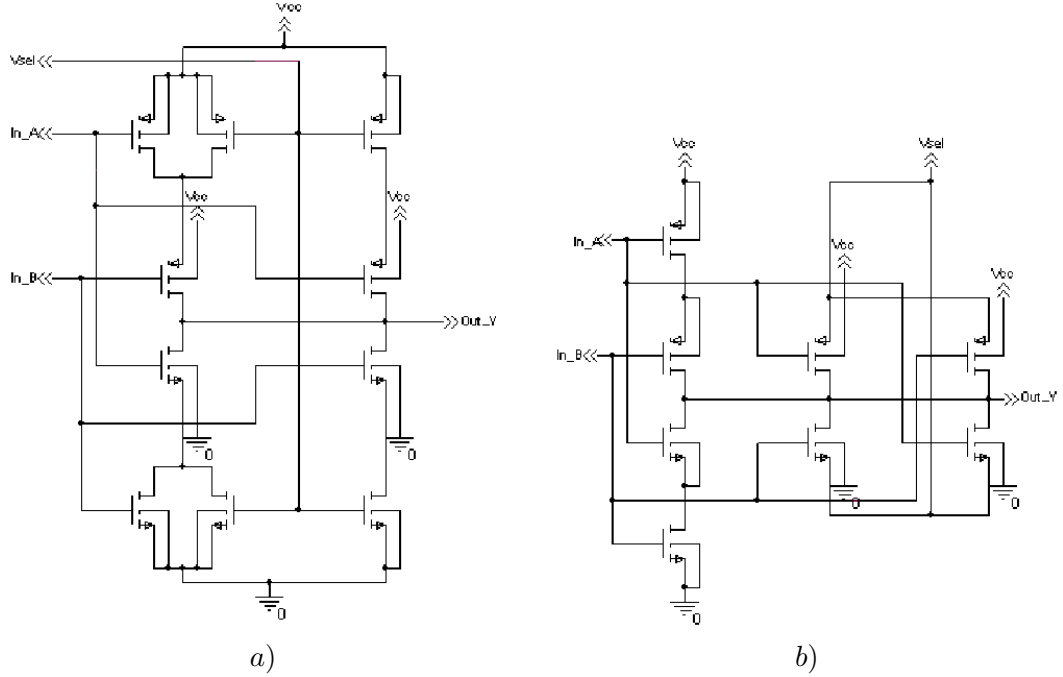 Vcc
Vsel
In_A
Vcc
Vcc
In_B
Out_Y
0
0
0
a)
Vcc
Vsel
In_A
Vcc
Vcc
In_B
Out_Y
0
0
0
b)